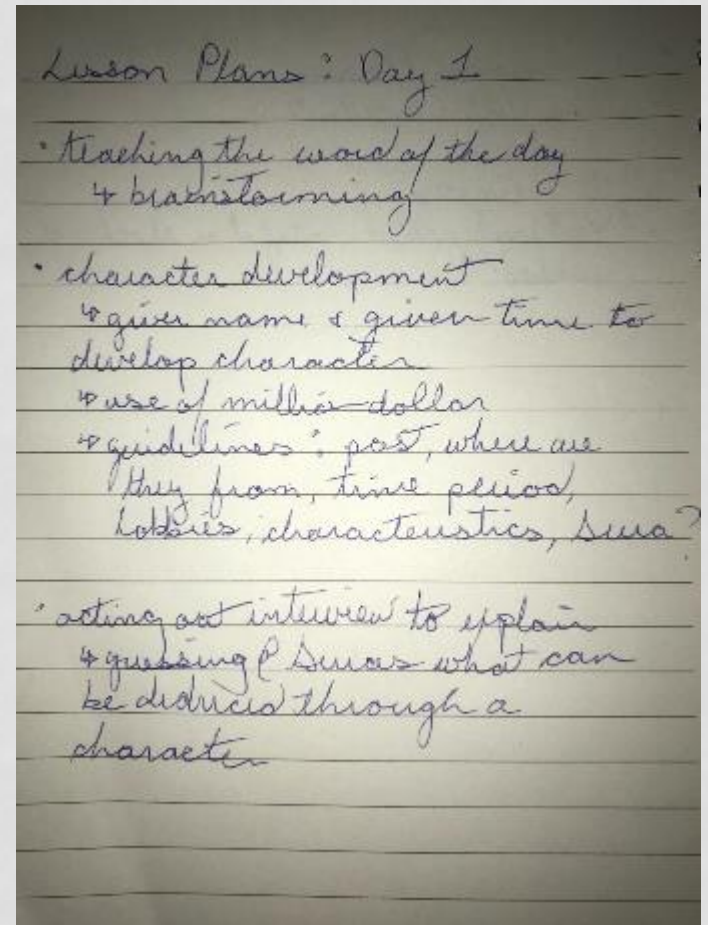 Lesson Plans: Day 1
· teaching the word of the day
↳ brainstorming
· character development
↳ given name & given time to
develop character
↳ use of million dollar
↳ guidelines: past, where are
they from, time period,
hobbies, characteristics,
· acting out interview to explain
↳ guessing what can
be deduced through a
character